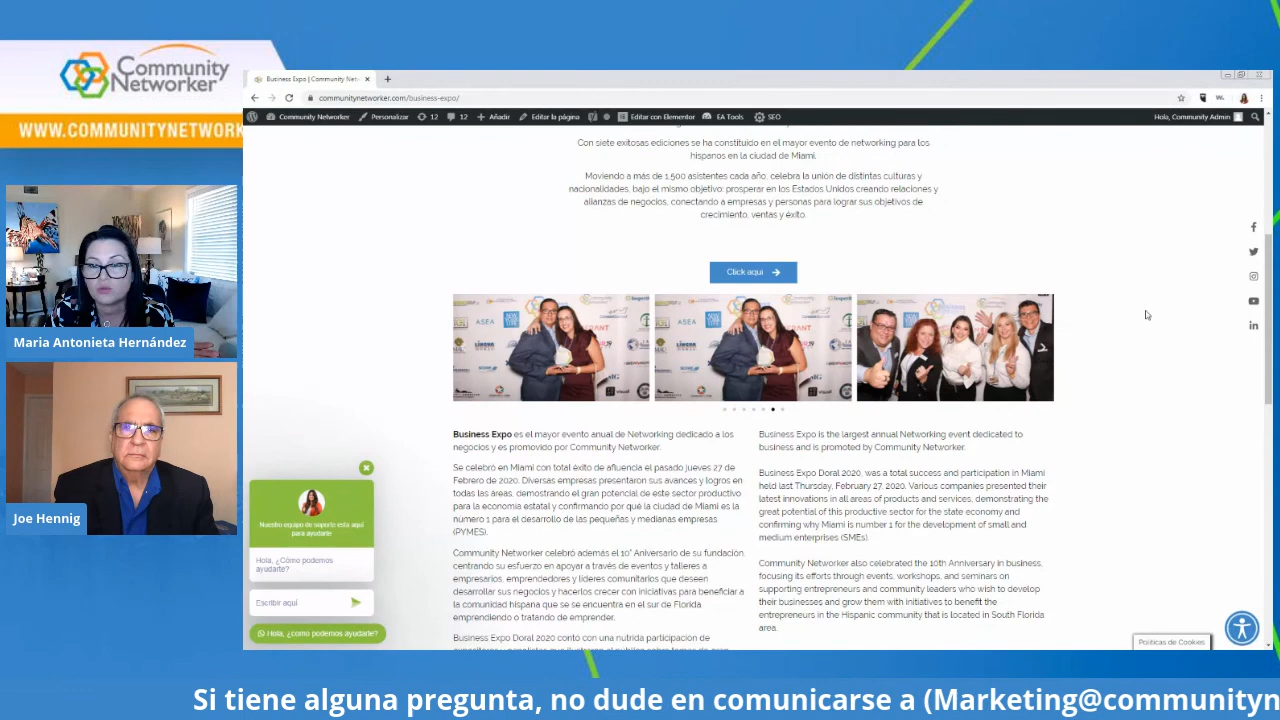 Community
Networker
WWW.COMMUNITYNETWORK
Maria Antonieta Hernández
Joe Hennig
Business Expo | Community Net
communitynetworker.com/business-expo/
Community Networker Personalizar 12 12 Añadir Editar la página Editar con Elementor EA Tools SEO Hola, Community Admin
Con siete exitosas ediciones se ha constituido en el mayor evento de networking para los
hispanos en la ciudad de Miami.
Moviendo a más de 1,500 asistentes cada año, celebra la unión de distintas culturas y
nacionalidades, bajo el mismo objetivo: prosperar en los Estados Unidos creando relaciones y
alianzas de negocios, conectando a empresas y personas para lograr sus objetivos de
crecimiento, ventas y éxito.
Click aqui
ASEA
Business Expo es el mayor evento anual de Networking dedicado a los
negocios y es promovido por Community Networker.
Se celebró en Miami con total éxito de afluencia el pasado jueves 27 de
Febrero de 2020. Diversas empresas presentaron sus avances y logros en
todas las áreas, demostrando el gran potencial de este sector productivo
para la economía estatal y confirmando por qué la ciudad de Miami es la
número 1 para el desarrollo de las pequeñas y medianas empresas
(PYMES).
Community Networker celebró además el 10° Aniversario de su fundación,
centrando su esfuerzo en apoyar a través de eventos y talleres a
empresarios, emprendedores y líderes comunitarios que deseen
desarrollar sus negocios y hacerlos crecer con iniciativas para beneficiar a
la comunidad hispana que se se encuentra en el sur de Florida
emprendiendo o tratando de emprender.
Business Expo Doral 2020 contó con una nutrida participación de
Business Expo is the largest annual Networking event dedicated to
business and is promoted by Community Networker.
Business Expo Doral 2020, was a total success and participation in Miami
held last Thursday, February 27, 2020. Various companies presented their
latest innovations in all areas of products and services, demonstrating the
great potential of this productive sector for the state economy and
confirming why Miami is number 1 for the development of small and
medium enterprises (SMEs).
Community Networker also celebrated the 10th Anniversary in business,
focusing its efforts through events, workshops, and seminars on
supporting entrepreneurs and community leaders who wish to develop
their businesses and grow them with initiatives to benefit the
entrepreneurs in the Hispanic community that is located in South Florida
area.
Nuestro equipo de soporte esta aqui
para ayudarte
Hola, ¿Cómo podemos
ayudarte?
Escribir aquí
Hola, ¿como podemos ayudarte?
Políticas de Cookies
Si tiene alguna pregunta, no dude en comunicarse a (Marketing@communityn